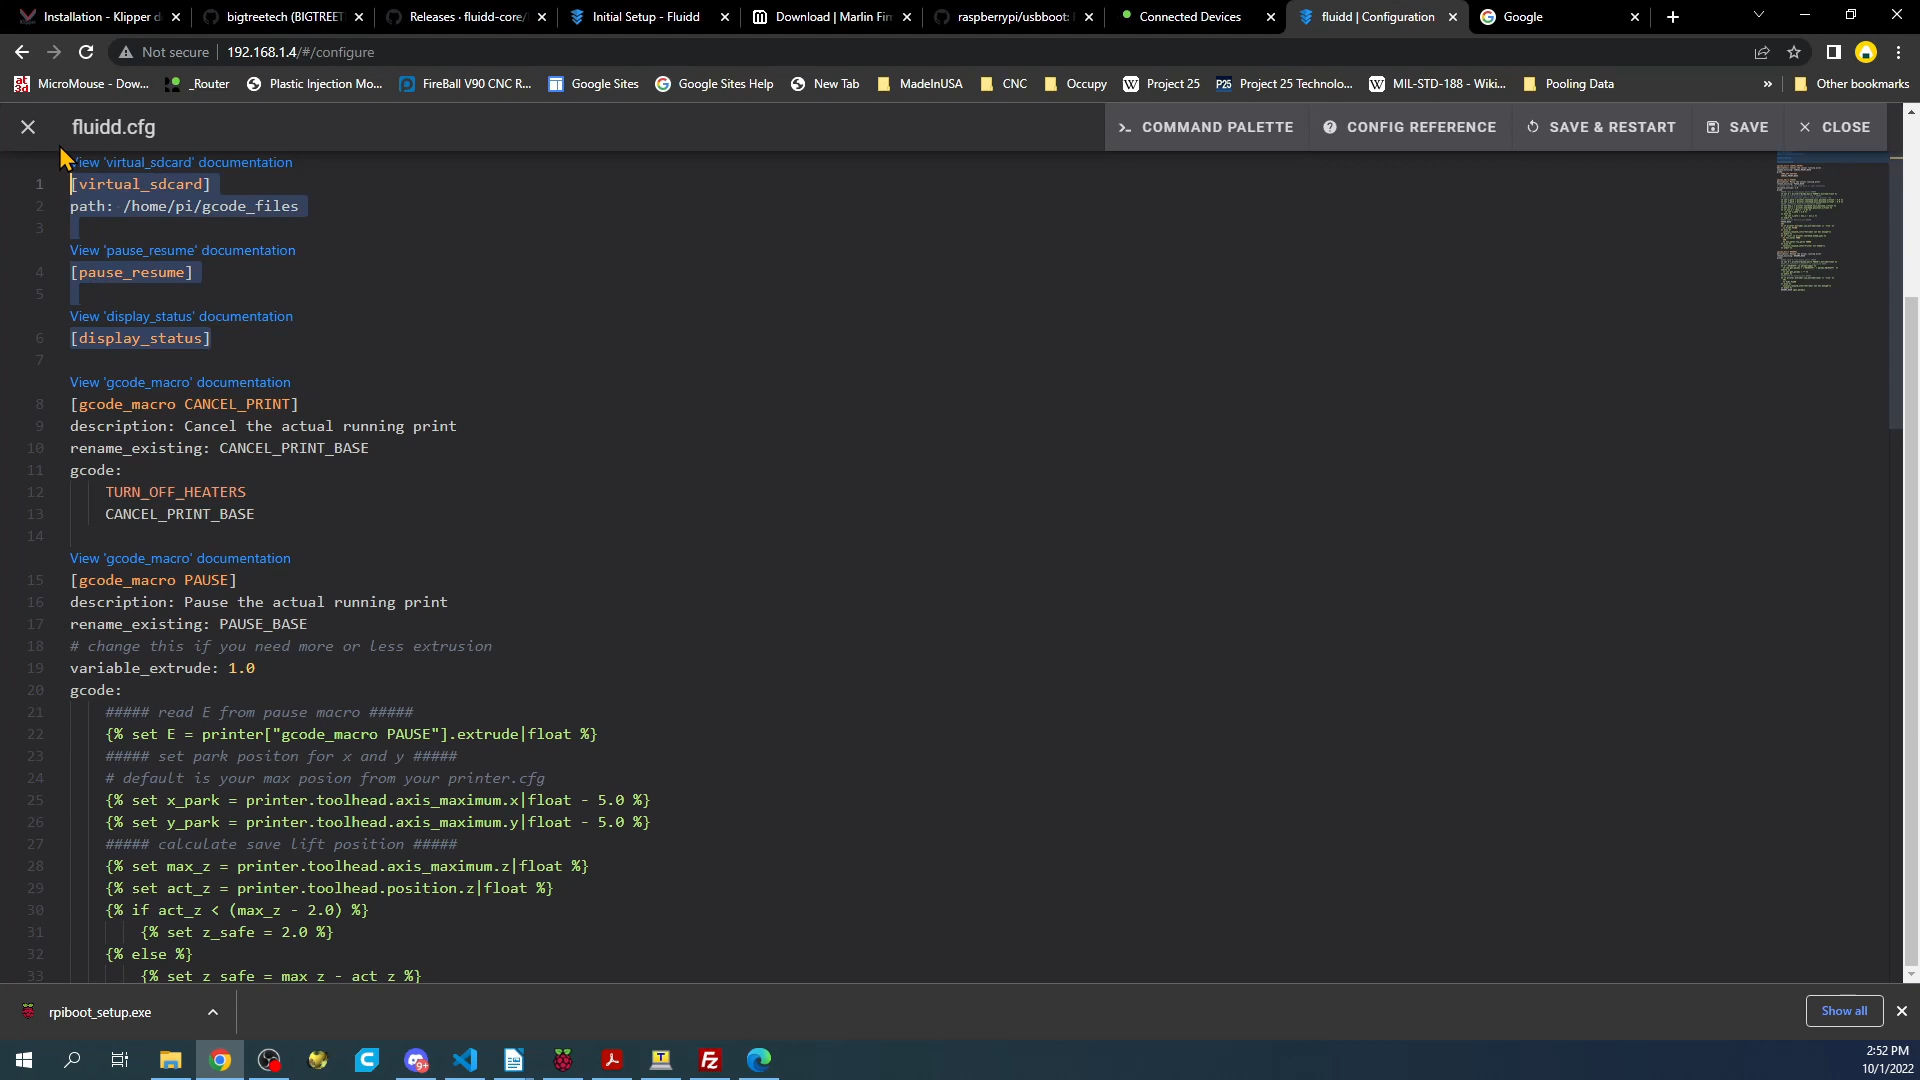 Installation - Klipper d
bigtreetech (BIGTREET
Releases · fluidd-core/
Initial Setup - Fluidd
Download | Marlin Fir
raspberrypi/usbboot:
Connected Devices
fluidd | Configuration
Google
Not secure
192.168.1.4/#/configure
MicroMouse - Dow...
_Router
Plastic Injection Mo...
FireBall V90 CNC R...
Google Sites
Google Sites Help
New Tab
MadeInUSA
CNC
Occupy
Project 25
P25
Project 25 Technolo...
MIL-STD-188 - Wiki...
Pooling Data
»
Other bookmarks
fluidd.cfg
COMMAND PALETTE
CONFIG REFERENCE
SAVE & RESTART
SAVE
CLOSE
View 'virtual_sdcard' documentation
1 [virtual_sdcard]
2 path: /home/pi/gcode_files
3
View 'pause_resume' documentation
4 [pause_resume]
5
View 'display_status' documentation
6 [display_status]
7
View 'gcode_macro' documentation
8 [gcode_macro CANCEL_PRINT]
9 description: Cancel the actual running print
10 rename_existing: CANCEL_PRINT_BASE
11 gcode:
12 TURN_OFF_HEATERS
13 CANCEL_PRINT_BASE
14
View 'gcode_macro' documentation
15 [gcode_macro PAUSE]
16 description: Pause the actual running print
17 rename_existing: PAUSE_BASE
18 # change this if you need more or less extrusion
19 variable_extrude: 1.0
20 gcode:
21 ##### read E from pause macro #####
22 {% set E = printer["gcode_macro PAUSE"].extrude|float %}
23 ##### set park positon for x and y #####
24 # default is your max posion from your printer.cfg
25 {% set x_park = printer.toolhead.axis_maximum.x|float - 5.0 %}
26 {% set y_park = printer.toolhead.axis_maximum.y|float - 5.0 %}
27 ##### calculate save lift position #####
28 {% set max_z = printer.toolhead.axis_maximum.z|float %}
29 {% set act_z = printer.toolhead.position.z|float %}
30 {% if act_z < (max_z - 2.0) %}
31 {% set z_safe = 2.0 %}
32 {% else %}
33 {% set z_safe = max_z - act_z %}
rpiboot_setup.exe
Show all
2:52 PM
10/1/2022